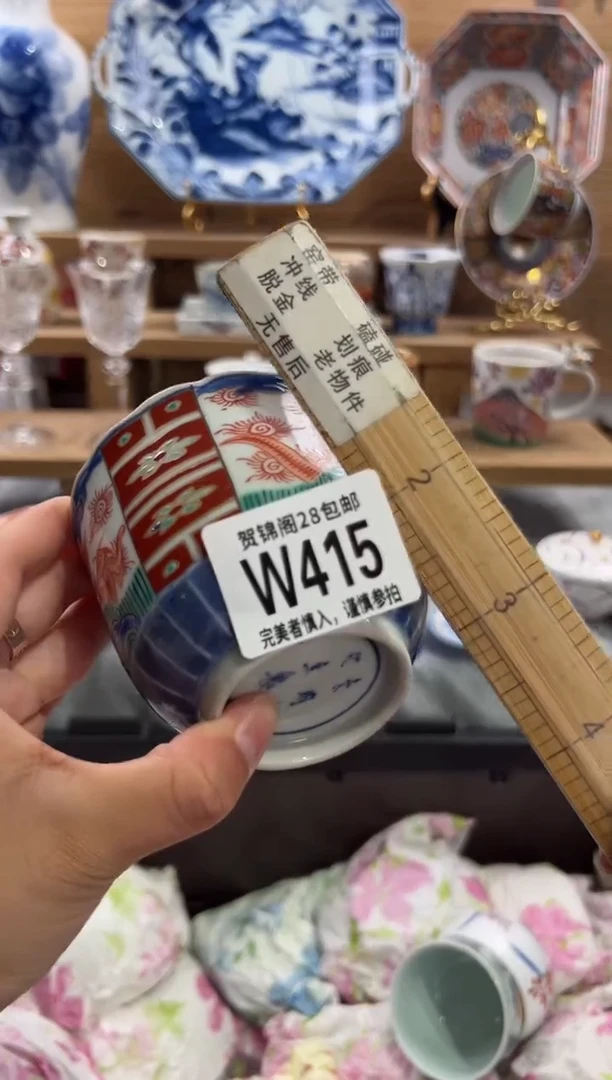 窑带 磕碰
冲线 划痕
脱金 老物件
无售后
2
3
4
贺锦阁28包邮
W415
完美者慎入，谨慎参拍